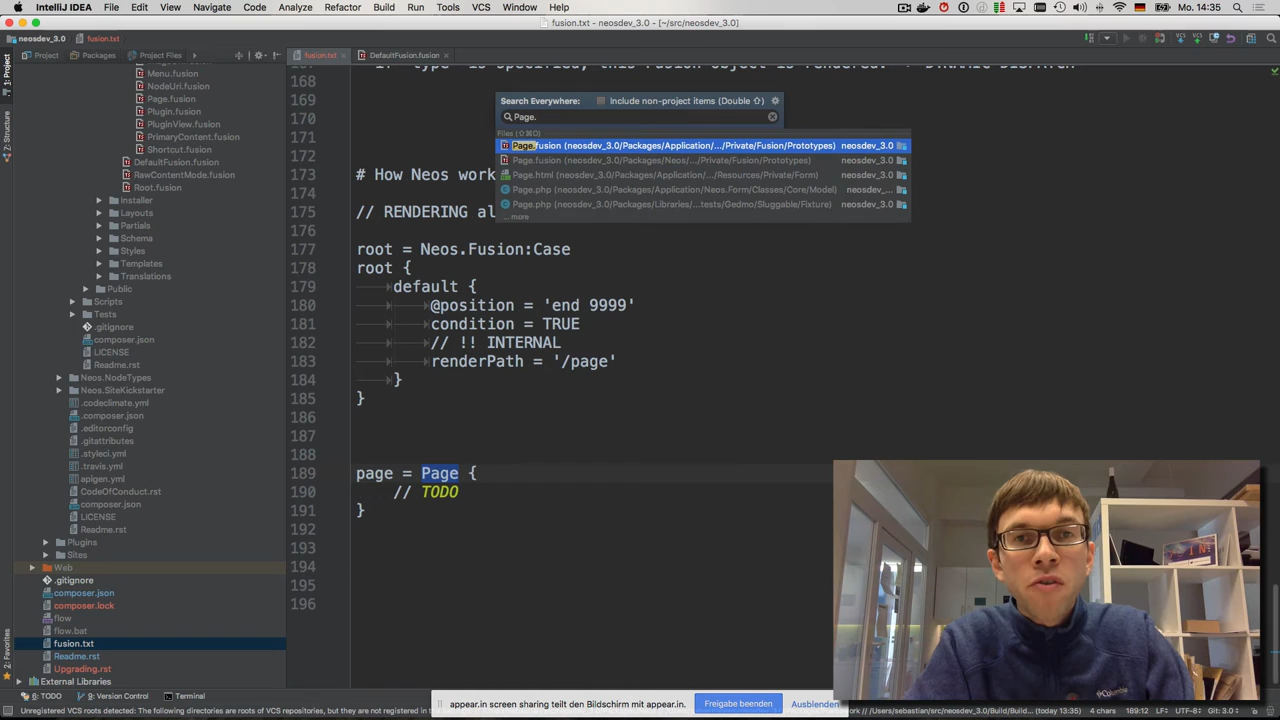 IntelliJ IDEA File Edit View Navigate Code Analyze Refactor Build Run Tools VCS Window Help Mo. 14:35
fusion.txt - neosdev_3.0 - [~/src/neosdev_3.0]
neosdev_3.0 fusion.txt
Project Packages Project Files fusion.txt DefaultFusion.fusion
1: Project
7: Structure
2: Favorites
Menu.fusion
NodeUri.fusion
Page.fusion
Plugin.fusion
PluginView.fusion
PrimaryContent.fusion
Shortcut.fusion
DefaultFusion.fusion
RawContentMode.fusion
Root.fusion
Installer
Layouts
Partials
Schema
Styles
Templates
Translations
Public
Scripts
Tests
.gitignore
composer.json
LICENSE
Readme.rst
Neos.NodeTypes
Neos.SiteKickstarter
.codeclimate.yml
composer.json
.editorconfig
.gitattributes
.styleci.yml
.travis.yml
apigen.yml
CodeOfConduct.rst
composer.json
LICENSE
Readme.rst
Plugins
Sites
Web
.gitignore
composer.json
composer.lock
flow
flow.bat
fusion.txt
Readme.rst
Upgrading.rst
External Libraries
Search Everywhere: Include non-project items (Double ⇧)
Page.
Files (⇧⌘O)
Page.fusion (neosdev_3.0/Packages/Application/.../Private/Fusion/Prototypes) neosdev_3.0
Page.fusion (neosdev_3.0/Packages/Neos/.../Private/Fusion/Prototypes) neosdev_3.0
Page.html (neosdev_3.0/Packages/Application/.../Resources/Private/Form) neosdev_3.0
Page.php (neosdev_3.0/Packages/Application/Neos.Form/Classes/Core/Model) neosdev_...
Page.php (neosdev_3.0/Packages/Libraries/...tests/Gedmo/Sluggable/Fixture) neosdev_3.0
... more
168
169
170
171
172
173 # How Neos work
174
175 // RENDERING al
176
177 root = Neos.Fusion:Case
178 root {
179 default {
180 @position = 'end 9999'
181 condition = TRUE
182 // !! INTERNAL
183 renderPath = '/page'
184 }
185 }
186
187
188
189 page = Page {
190 // TODO
191 }
192
193
194
195
196
6: TODO 9: Version Control Terminal
appear.in screen sharing teilt den Bildschirm mit appear.in. Freigabe beenden Ausblenden